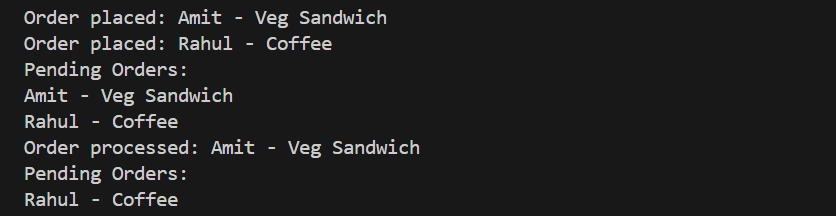 Order placed: Amit - Veg Sandwich
Order placed: Rahul - Coffee
Pending Orders:
Amit - Veg Sandwich
Rahul - Coffee
Order processed: Amit - Veg Sandwich
Pending Orders:
Rahul - Coffee